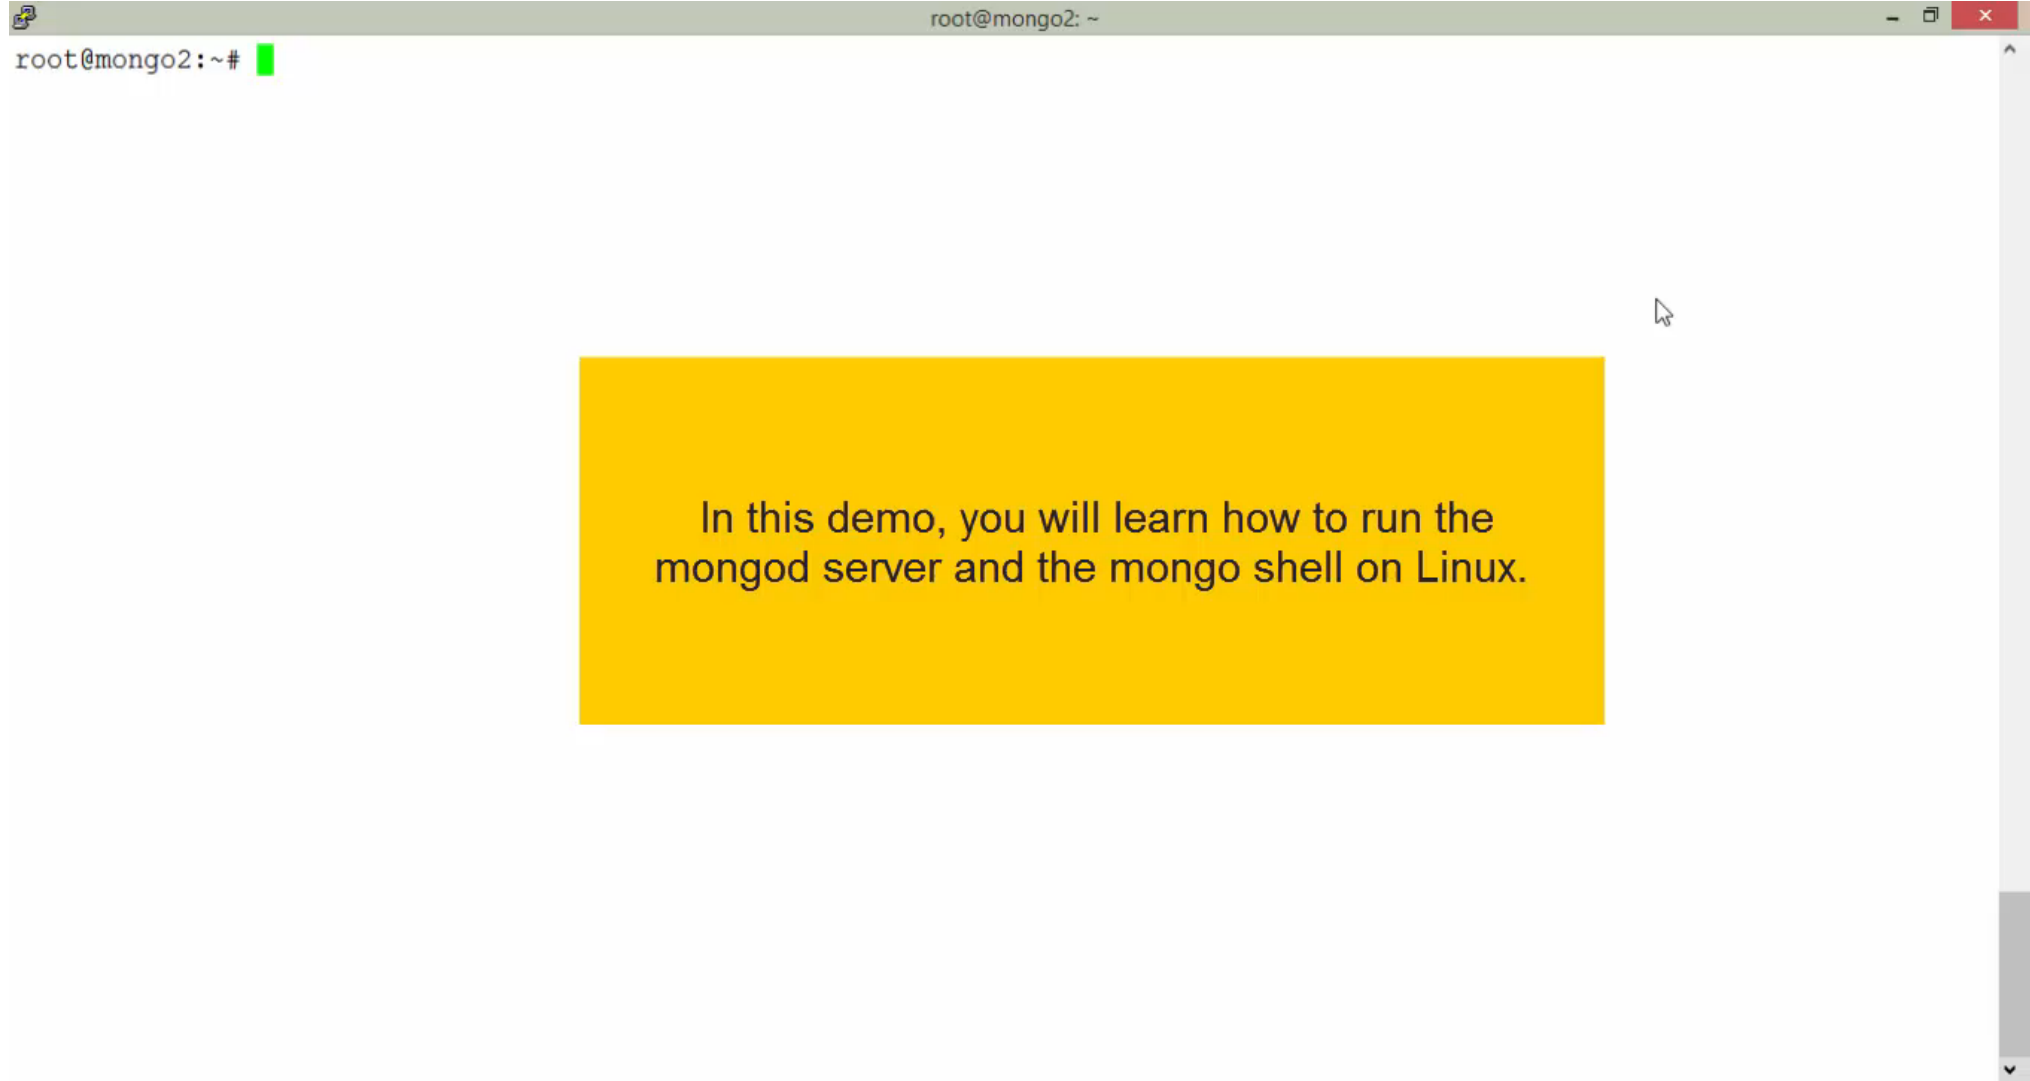 root@mongo2: ~
root@mongo2:~#
In this demo, you will learn how to run the
mongod server and the mongo shell on Linux.